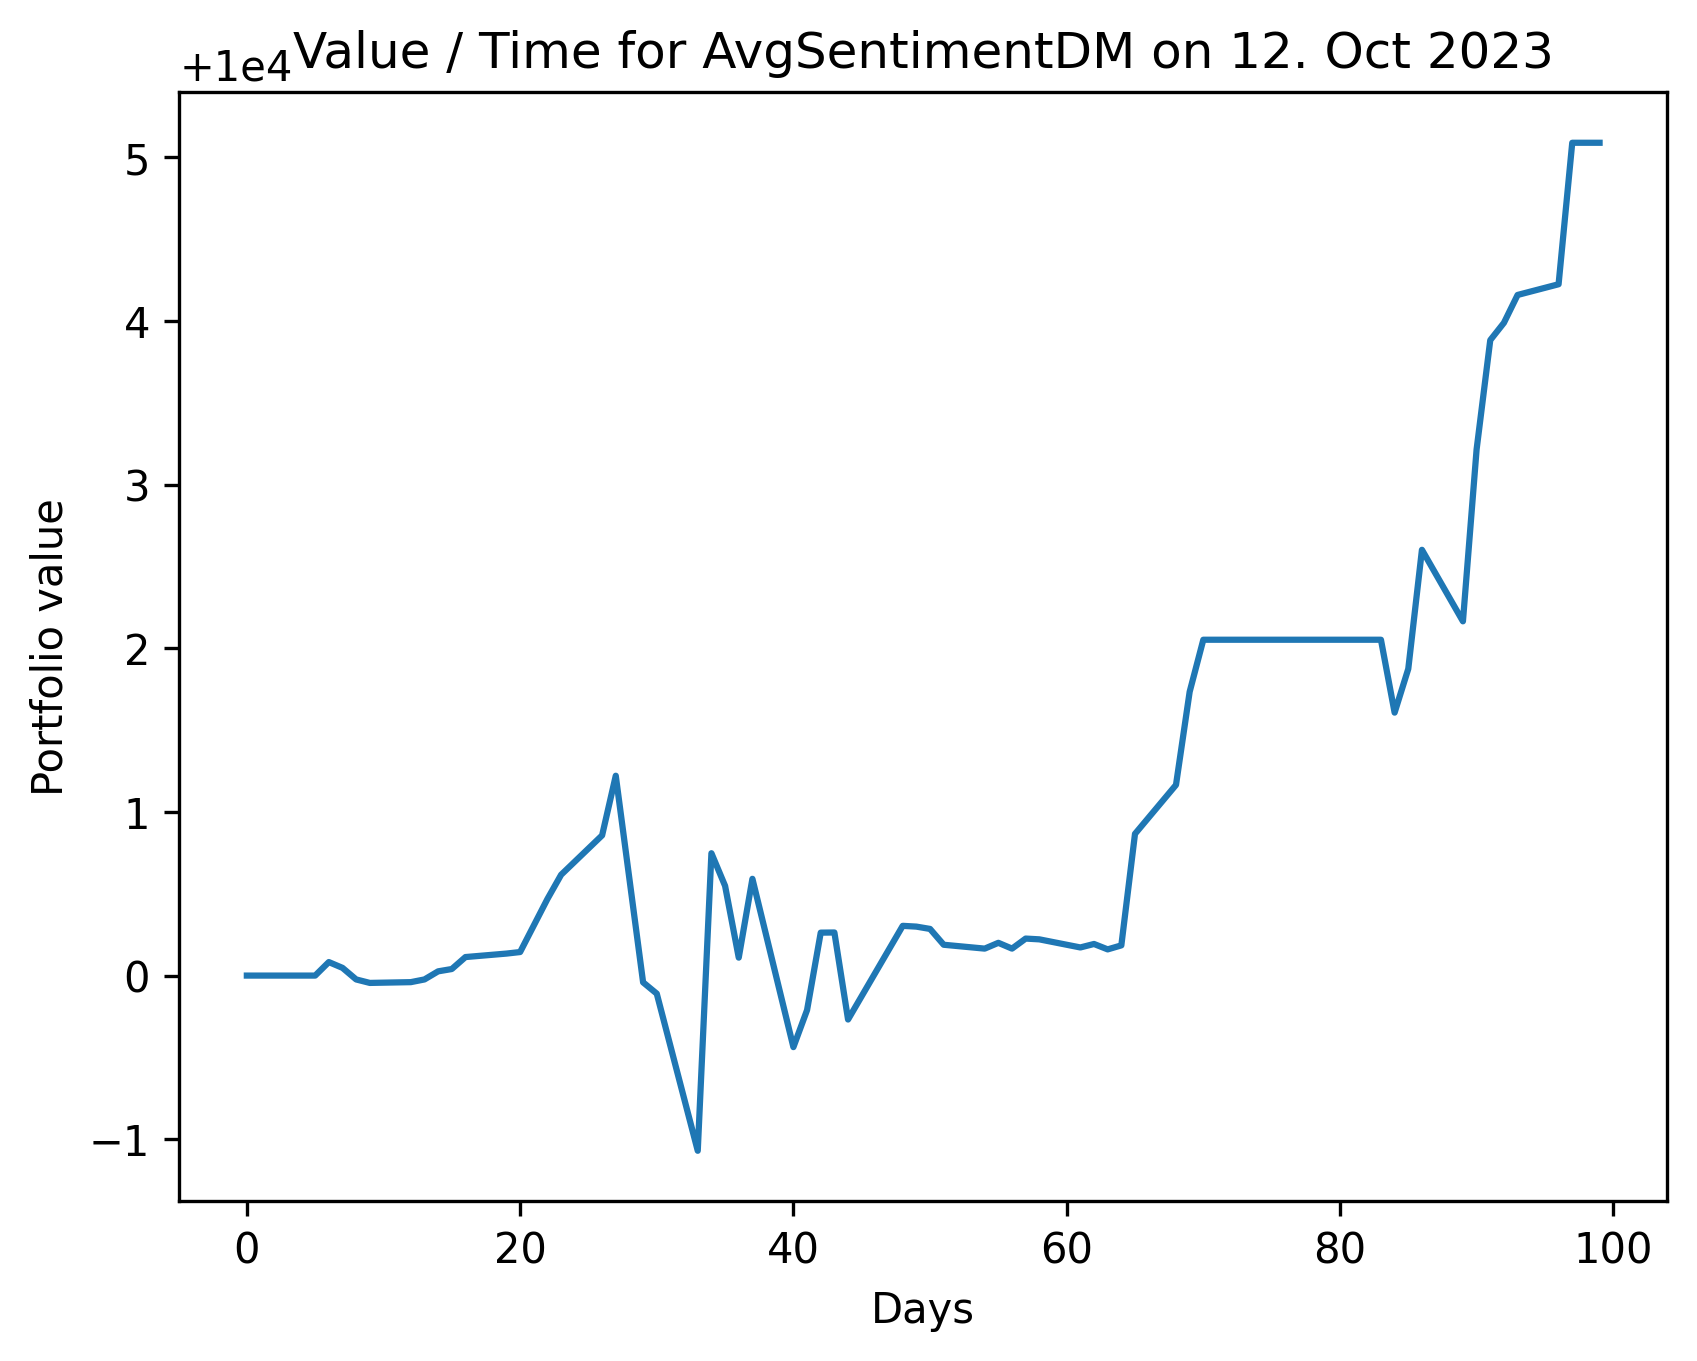 Value / Time for AvgSentimentDM on 12. Oct 2023
+1e4
5
4
3
2
1
0
−1
Portfolio value
0 20 40 60 80 100
Days